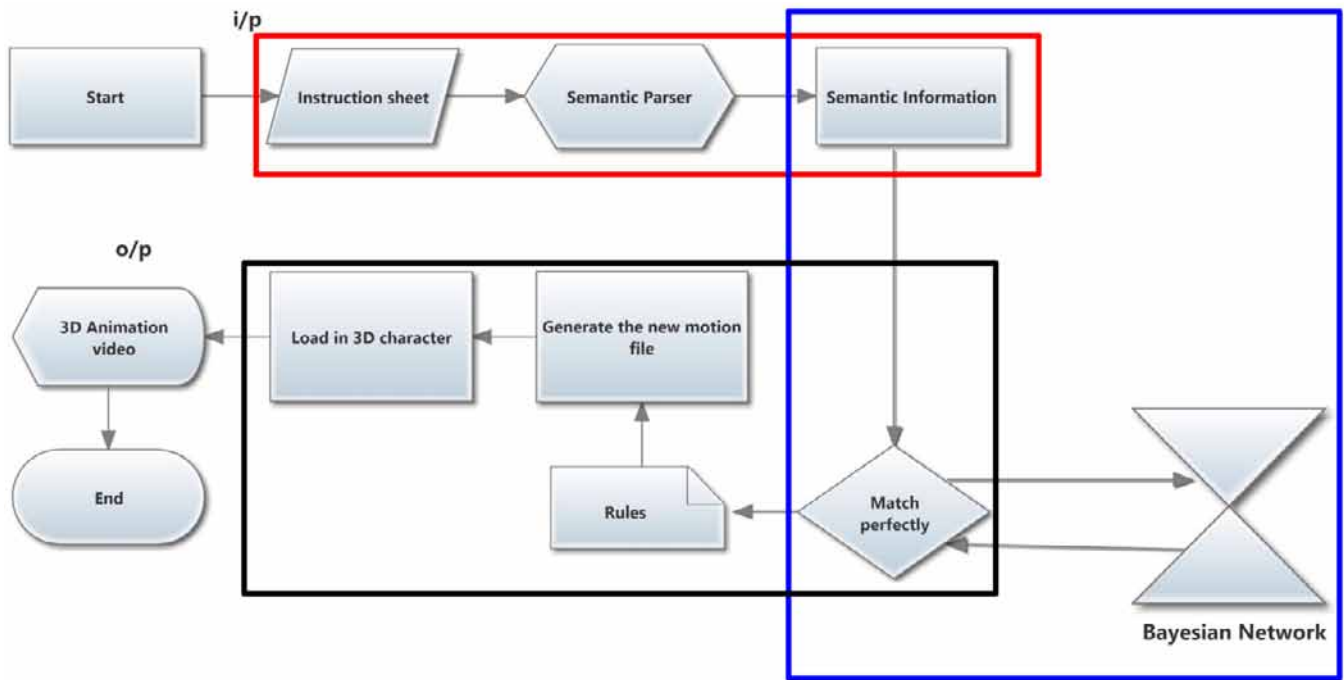 i/p
Start
Instruction sheet
Semantic Parser
Semantic Information
o/p
3D Animation
video
Load in 3D character
Generate the new motion
file
End
Rules
Match
perfectly
Bayesian Network